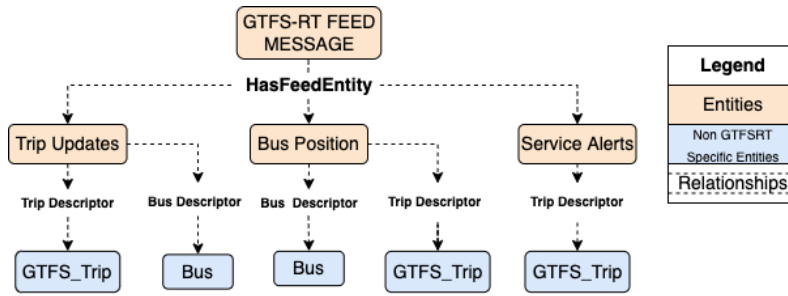 GTFS-RT FEED
MESSAGE
HasFeedEntity
Trip Updates
Bus Position
Service Alerts
Trip Descriptor
Bus Descriptor
Bus Descriptor
Trip Descriptor
Trip Descriptor
GTFS_Trip
Bus
Bus
GTFS_Trip
GTFS_Trip
Legend
Entities
Non GTFSRT
Specific Entities
Relationships